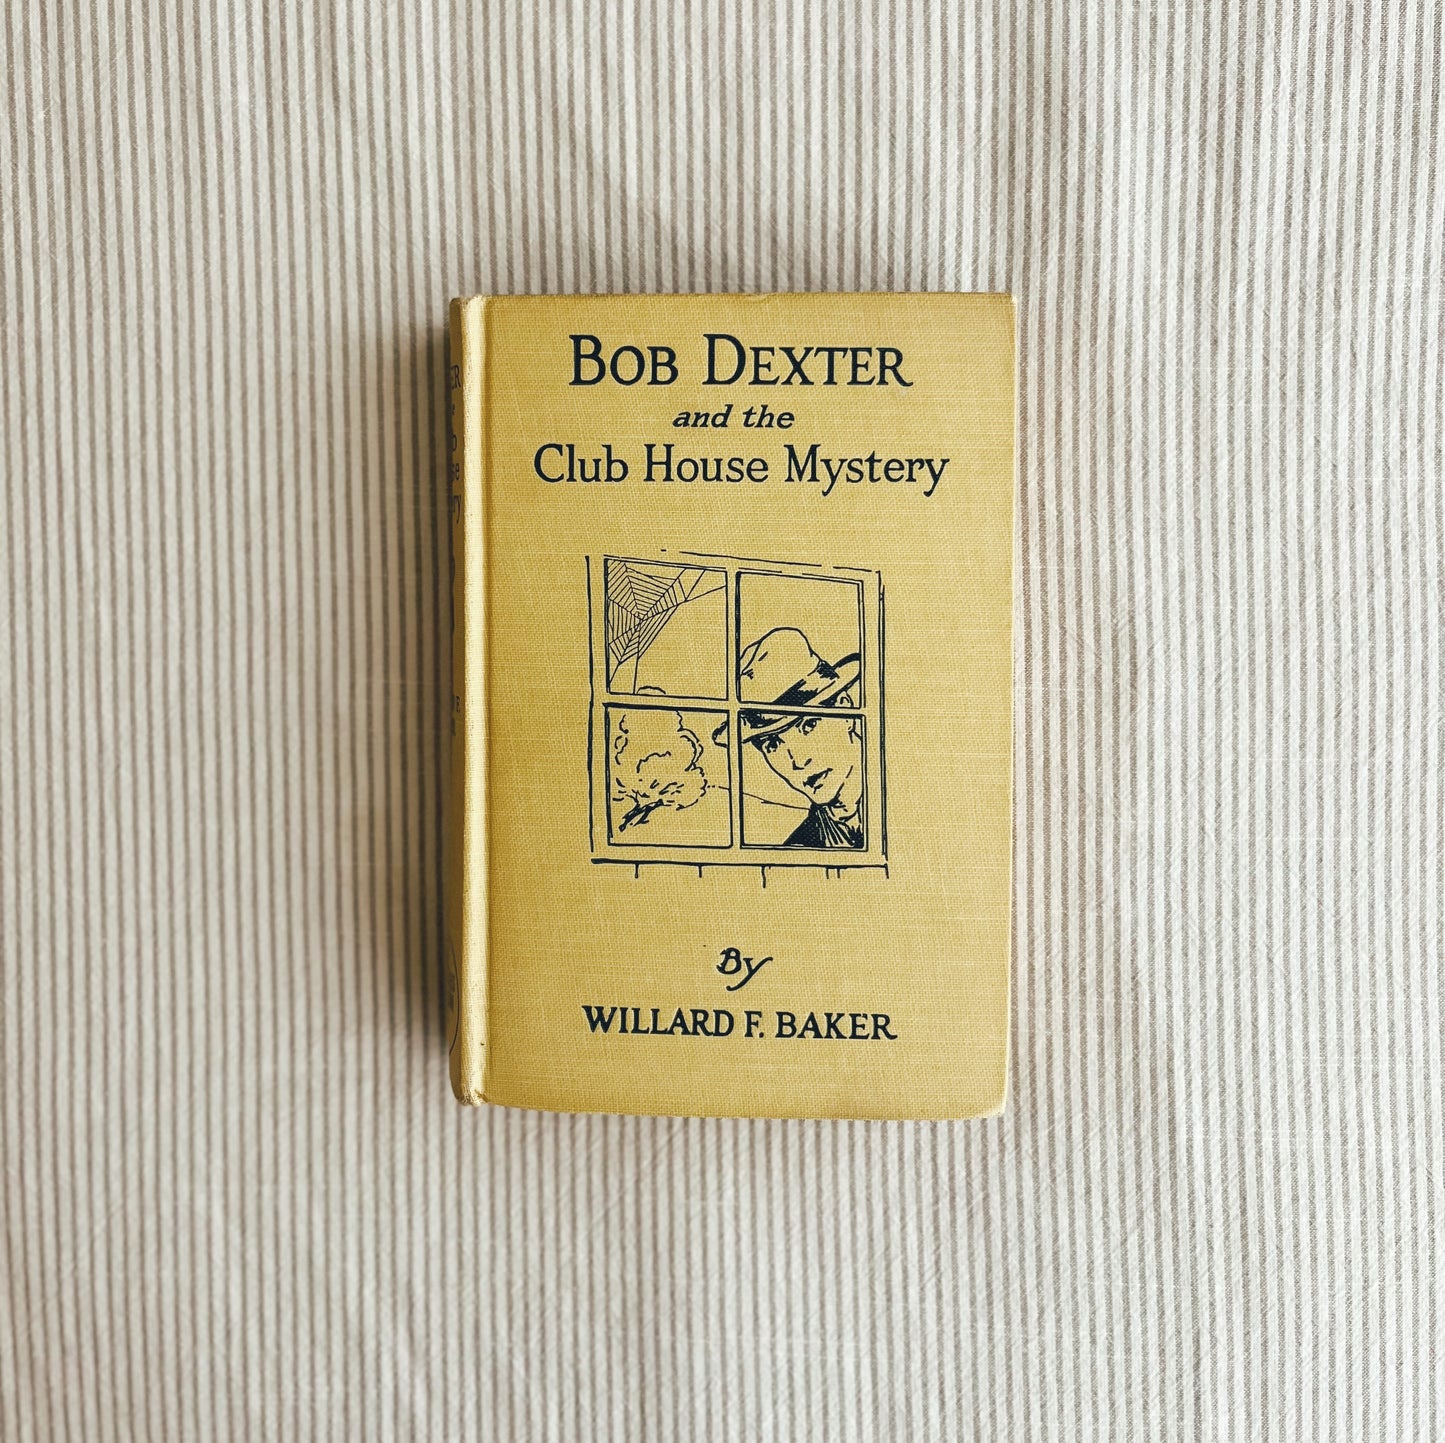 BOB DEXTER
and the
Club House Mystery
By
WILLARD F. BAKER